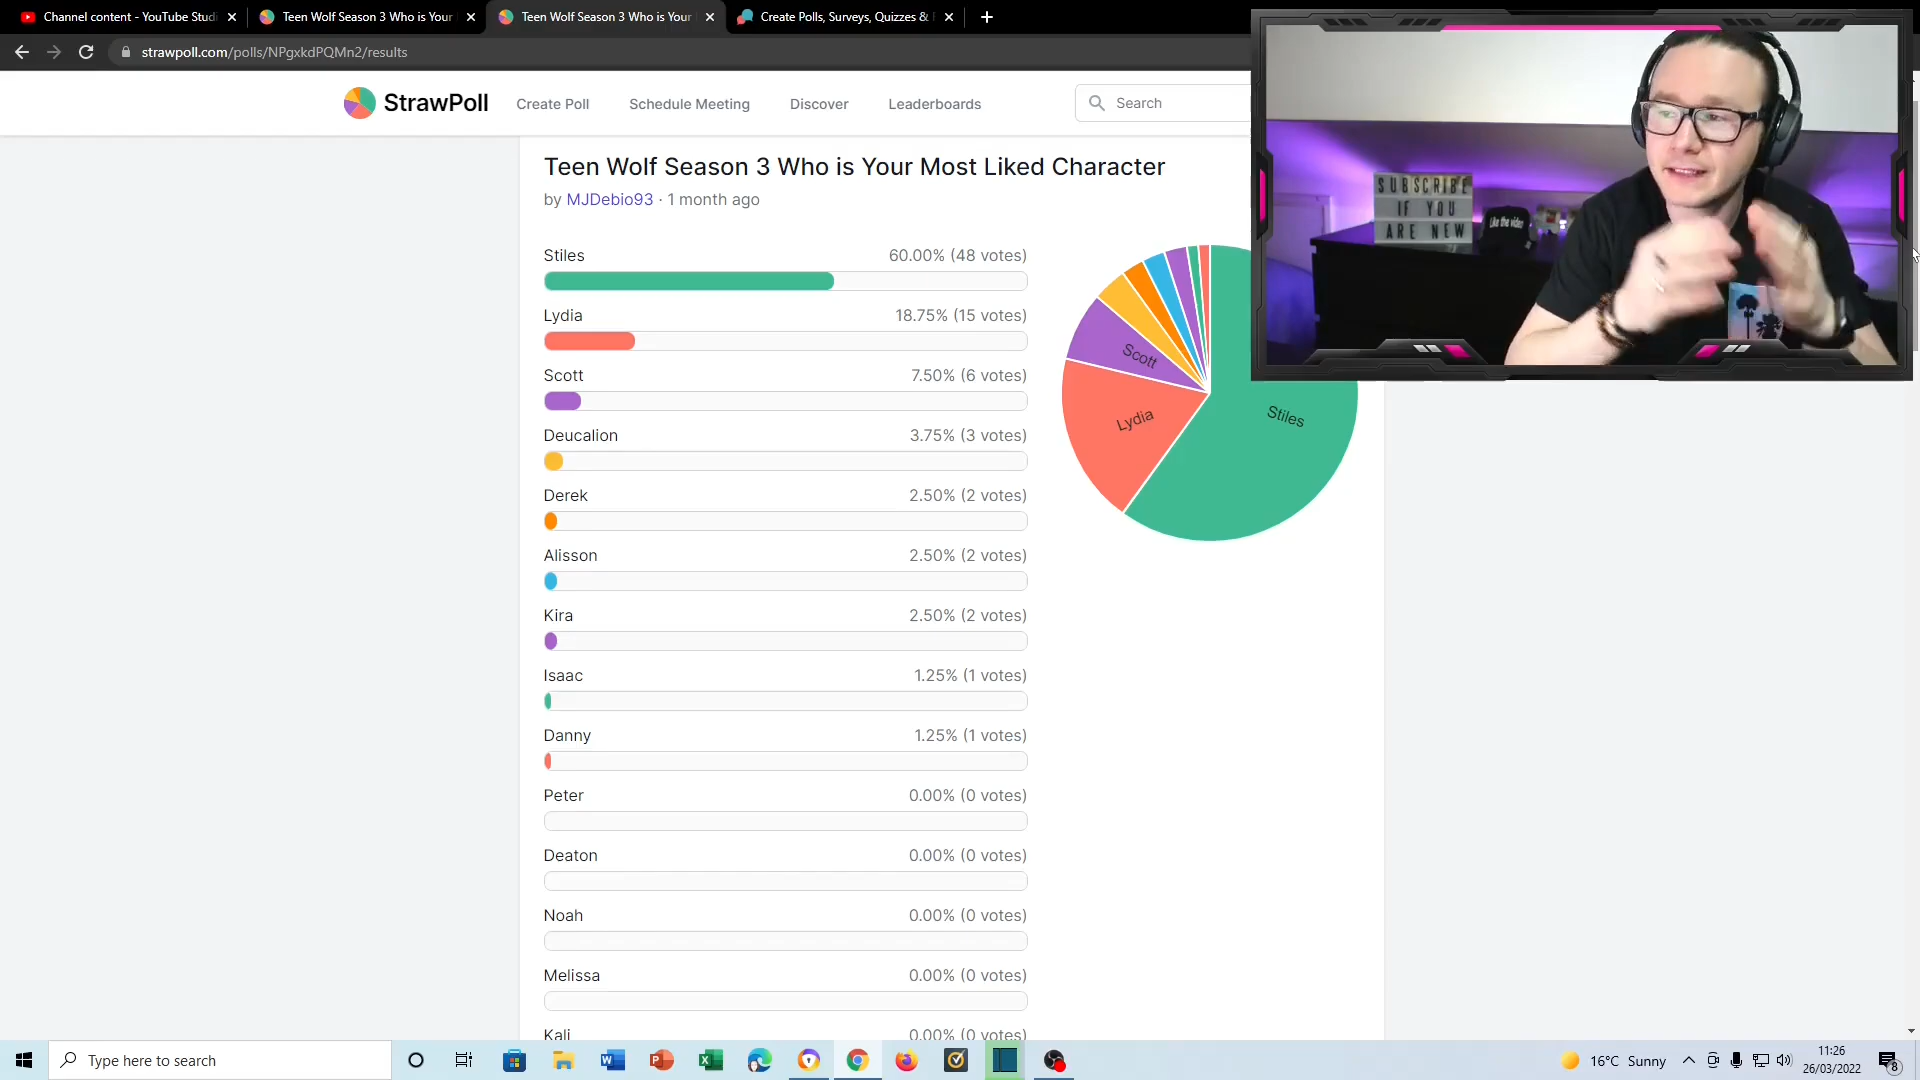 Channel content - YouTube Studi
Teen Wolf Season 3 Who is Your
Teen Wolf Season 3 Who is Your
Create Polls, Surveys, Quizzes &
strawpoll.com/polls/NPgxkdPQMn2/results
StrawPoll
Create Poll
Schedule Meeting
Discover
Leaderboards
Search
Teen Wolf Season 3 Who is Your Most Liked Character
by MJDebio93 · 1 month ago
Stiles 60.00% (48 votes)
Lydia 18.75% (15 votes)
Scott 7.50% (6 votes)
Deucalion 3.75% (3 votes)
Derek 2.50% (2 votes)
Alisson 2.50% (2 votes)
Kira 2.50% (2 votes)
Isaac 1.25% (1 votes)
Danny 1.25% (1 votes)
Peter 0.00% (0 votes)
Deaton 0.00% (0 votes)
Noah 0.00% (0 votes)
Melissa 0.00% (0 votes)
Kali 0.00% (0 votes)
Scott
Lydia
Stiles
SUBSCRIBE
IF YOU
ARE NEW
Like the video
Type here to search
16°C Sunny
11:26
26/03/2022
8